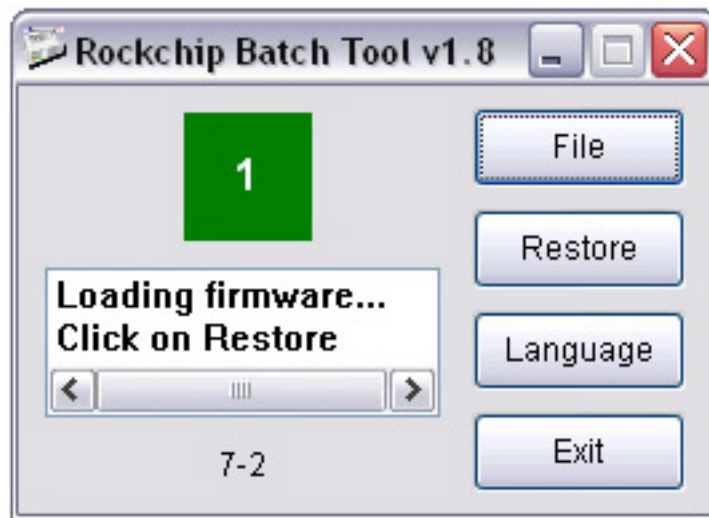 Rockchip Batch Tool v1.8
1
File
Restore
Loading firmware...
Click on Restore
Language
7-2
Exit